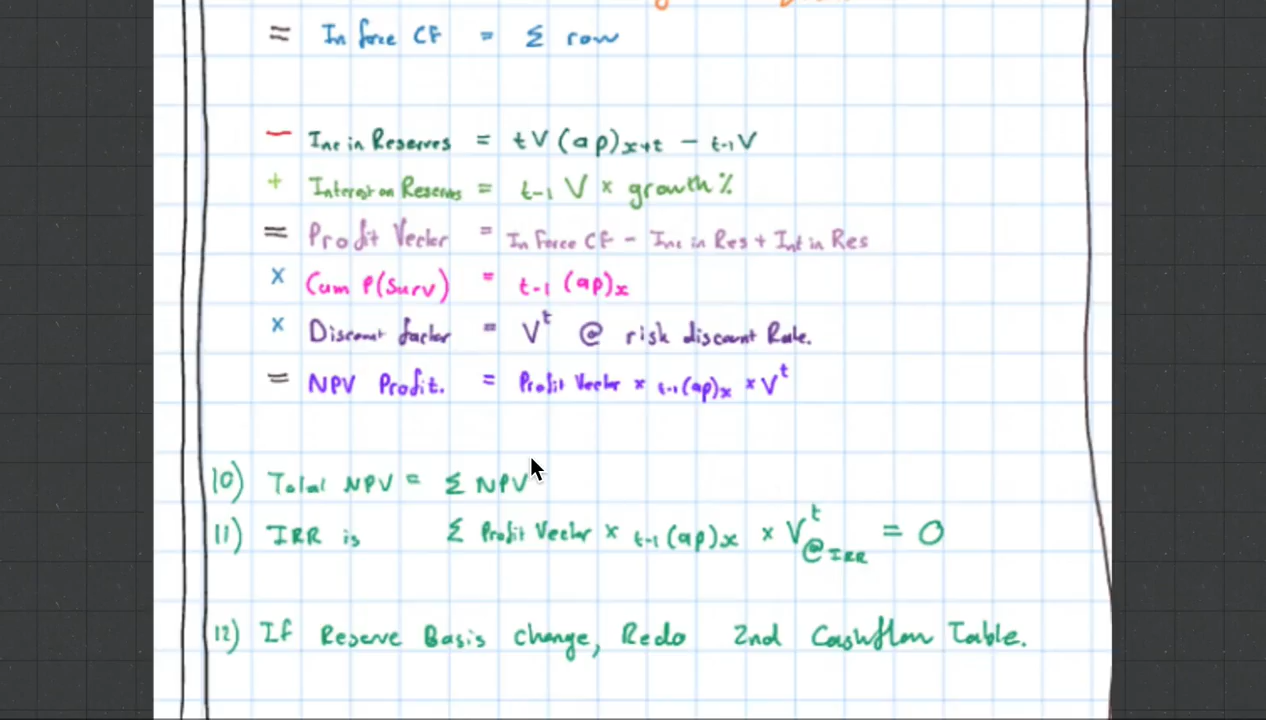 = In force CF = Σ row
− Inc in Reserves = tV (ap)x+t − t-1V
+ Interest on Reserves = t-1 V × growth %
= Profit Vector = In Force CF − Inc in Res + Int in Res
× Cum P(Surv) = t-1 (ap)x
× Discount factor = V^t @ risk discount Rate.
= NPV Profit. = Profit Vector × t-1(ap)x × V^t
10) Total NPV = Σ NPV
11) IRR is Σ Profit Vector × t-1(ap)x × V^t @IRR = 0
12) If Reserve Basis change, Redo 2nd Cashflow Table.